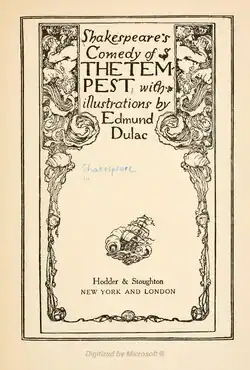 Shakespeare's
Comedy of
THE TEM-
PEST; with
illustrations by
Edmund
Dulac
Shakespeare
Hodder & Stoughton
NEW YORK AND LONDON
Digitized by Microsoft ®